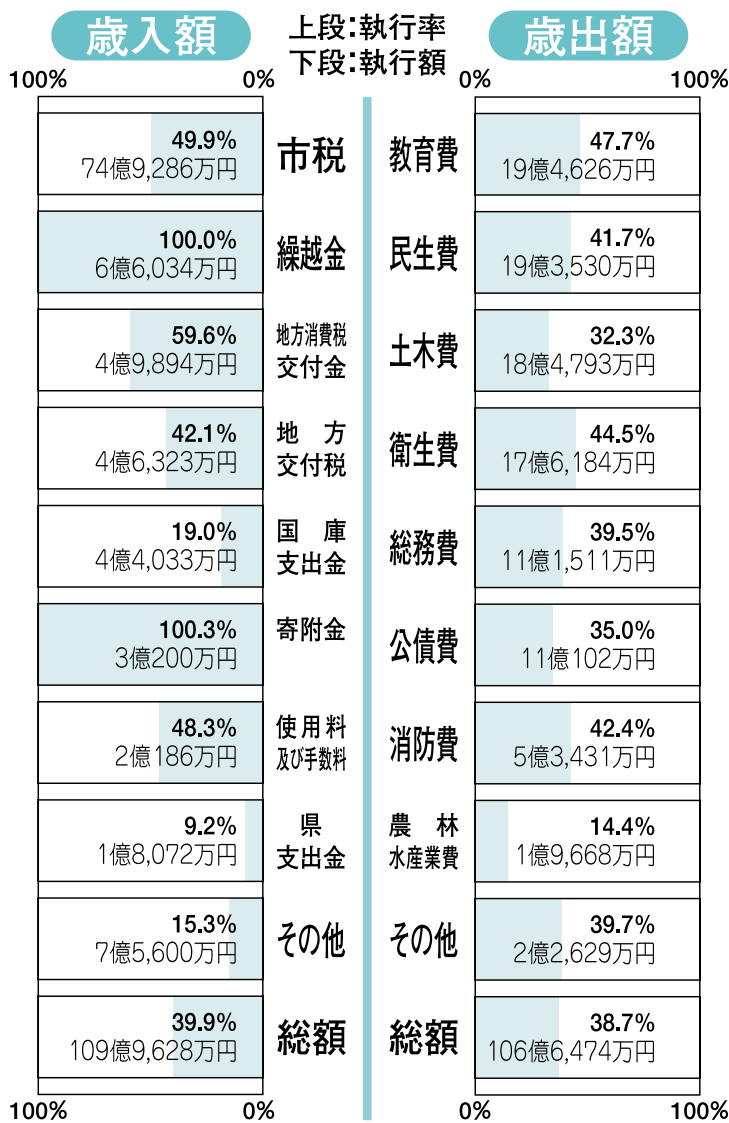 歳入額
上段:執行率
下段:執行額
歳出額
100%
0%
0%
100%
49.9%
74億9,286万円
市税
教育費
47.7%
19億4,626万円
100.0%
6億6,034万円
繰越金
民生費
41.7%
19億3,530万円
59.6%
4億9,894万円
地方消費税
交付金
土木費
32.3%
18億4,793万円
42.1%
4億6,323万円
地方
交付税
衛生費
44.5%
17億6,184万円
19.0%
4億4,033万円
国庫
支出金
総務費
39.5%
11億1,511万円
100.3%
3億200万円
寄附金
公債費
35.0%
11億102万円
48.3%
2億186万円
使用料
及び手数料
消防費
42.4%
5億3,431万円
9.2%
1億8,072万円
県
支出金
農林
水産業費
14.4%
1億9,668万円
15.3%
7億5,600万円
その他
その他
39.7%
2億2,629万円
39.9%
109億9,628万円
総額
総額
38.7%
106億6,474万円
100%
0%
0%
100%